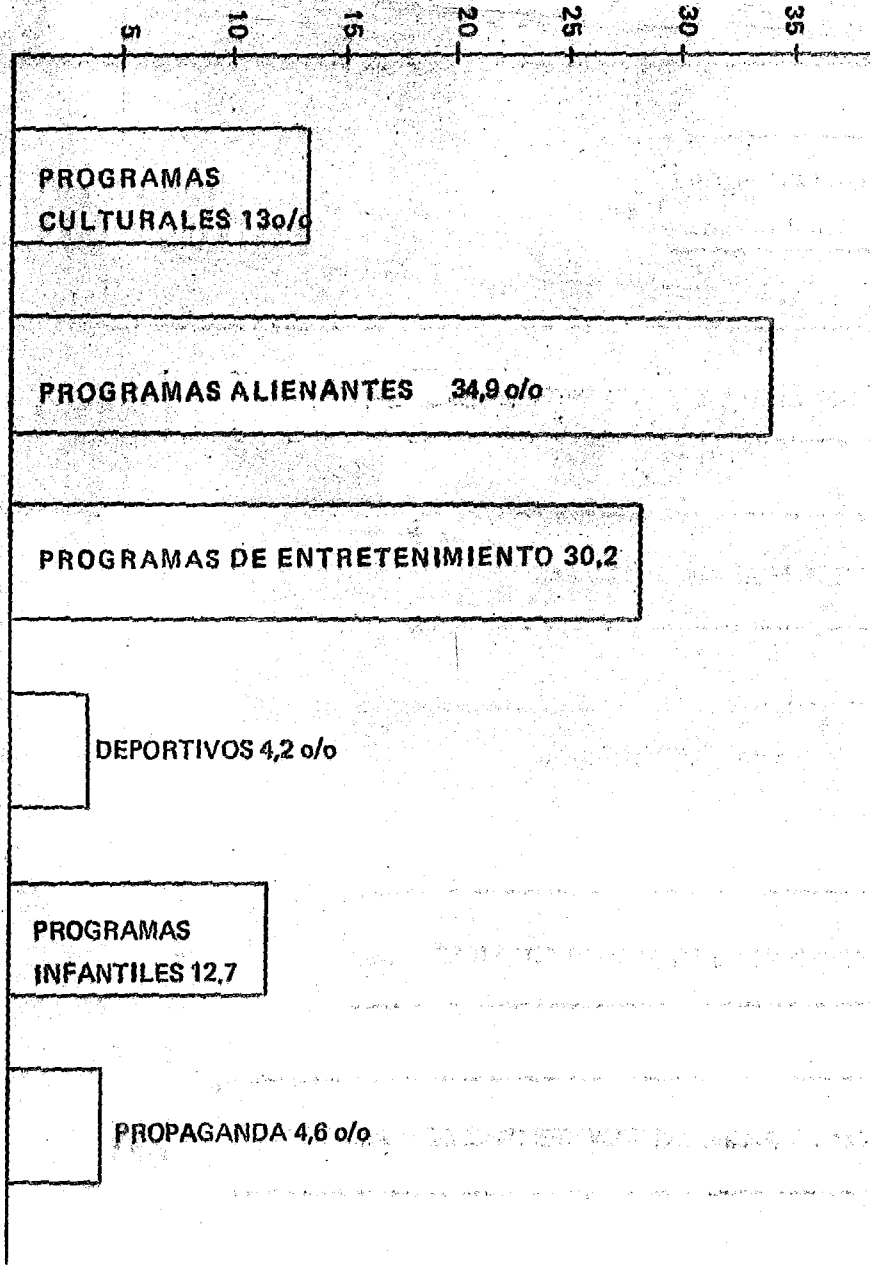 5 10 15 20 25 30 35
PROGRAMAS
CULTURALES 13o/o
PROGRAMAS ALIENANTES 34,9 o/o
PROGRAMAS DE ENTRETENIMIENTO 30,2
DEPORTIVOS 4,2 o/o
PROGRAMAS
INFANTILES 12,7
PROPAGANDA 4,6 o/o